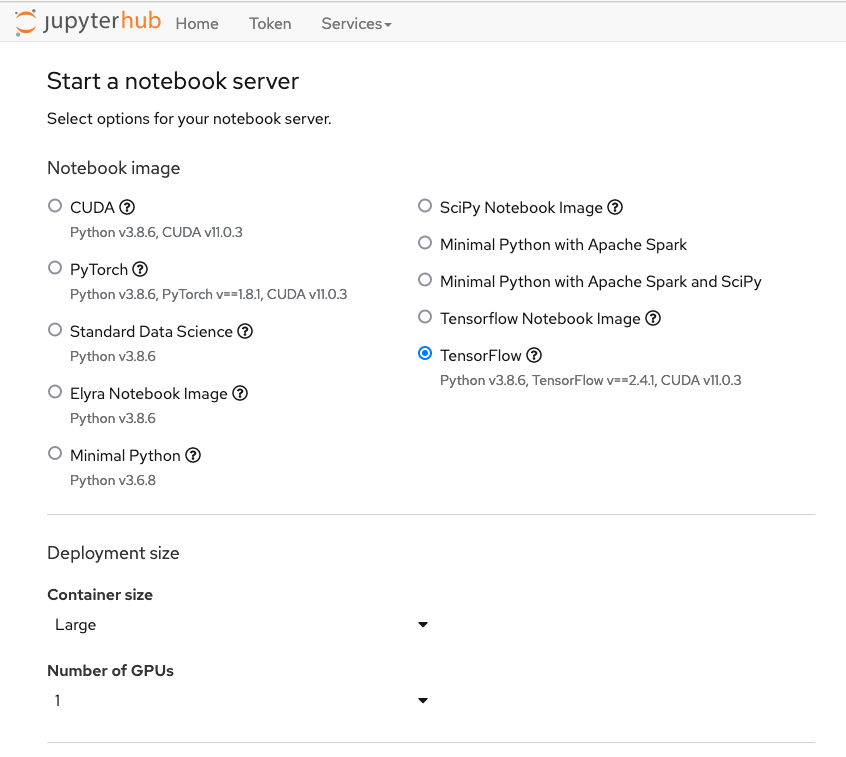 jupyterhub Home Token Services
Start a notebook server
Select options for your notebook server.
Notebook image
CUDA
Python v3.8.6, CUDA v11.0.3
PyTorch
Python v3.8.6, PyTorch v==1.8.1, CUDA v11.0.3
Standard Data Science
Python v3.8.6
Elyra Notebook Image
Python v3.8.6
Minimal Python
Python v3.6.8
SciPy Notebook Image
Minimal Python with Apache Spark
Minimal Python with Apache Spark and SciPy
Tensorflow Notebook Image
TensorFlow
Python v3.8.6, TensorFlow v==2.4.1, CUDA v11.0.3
Deployment size
Container size
Large
Number of GPUs
1